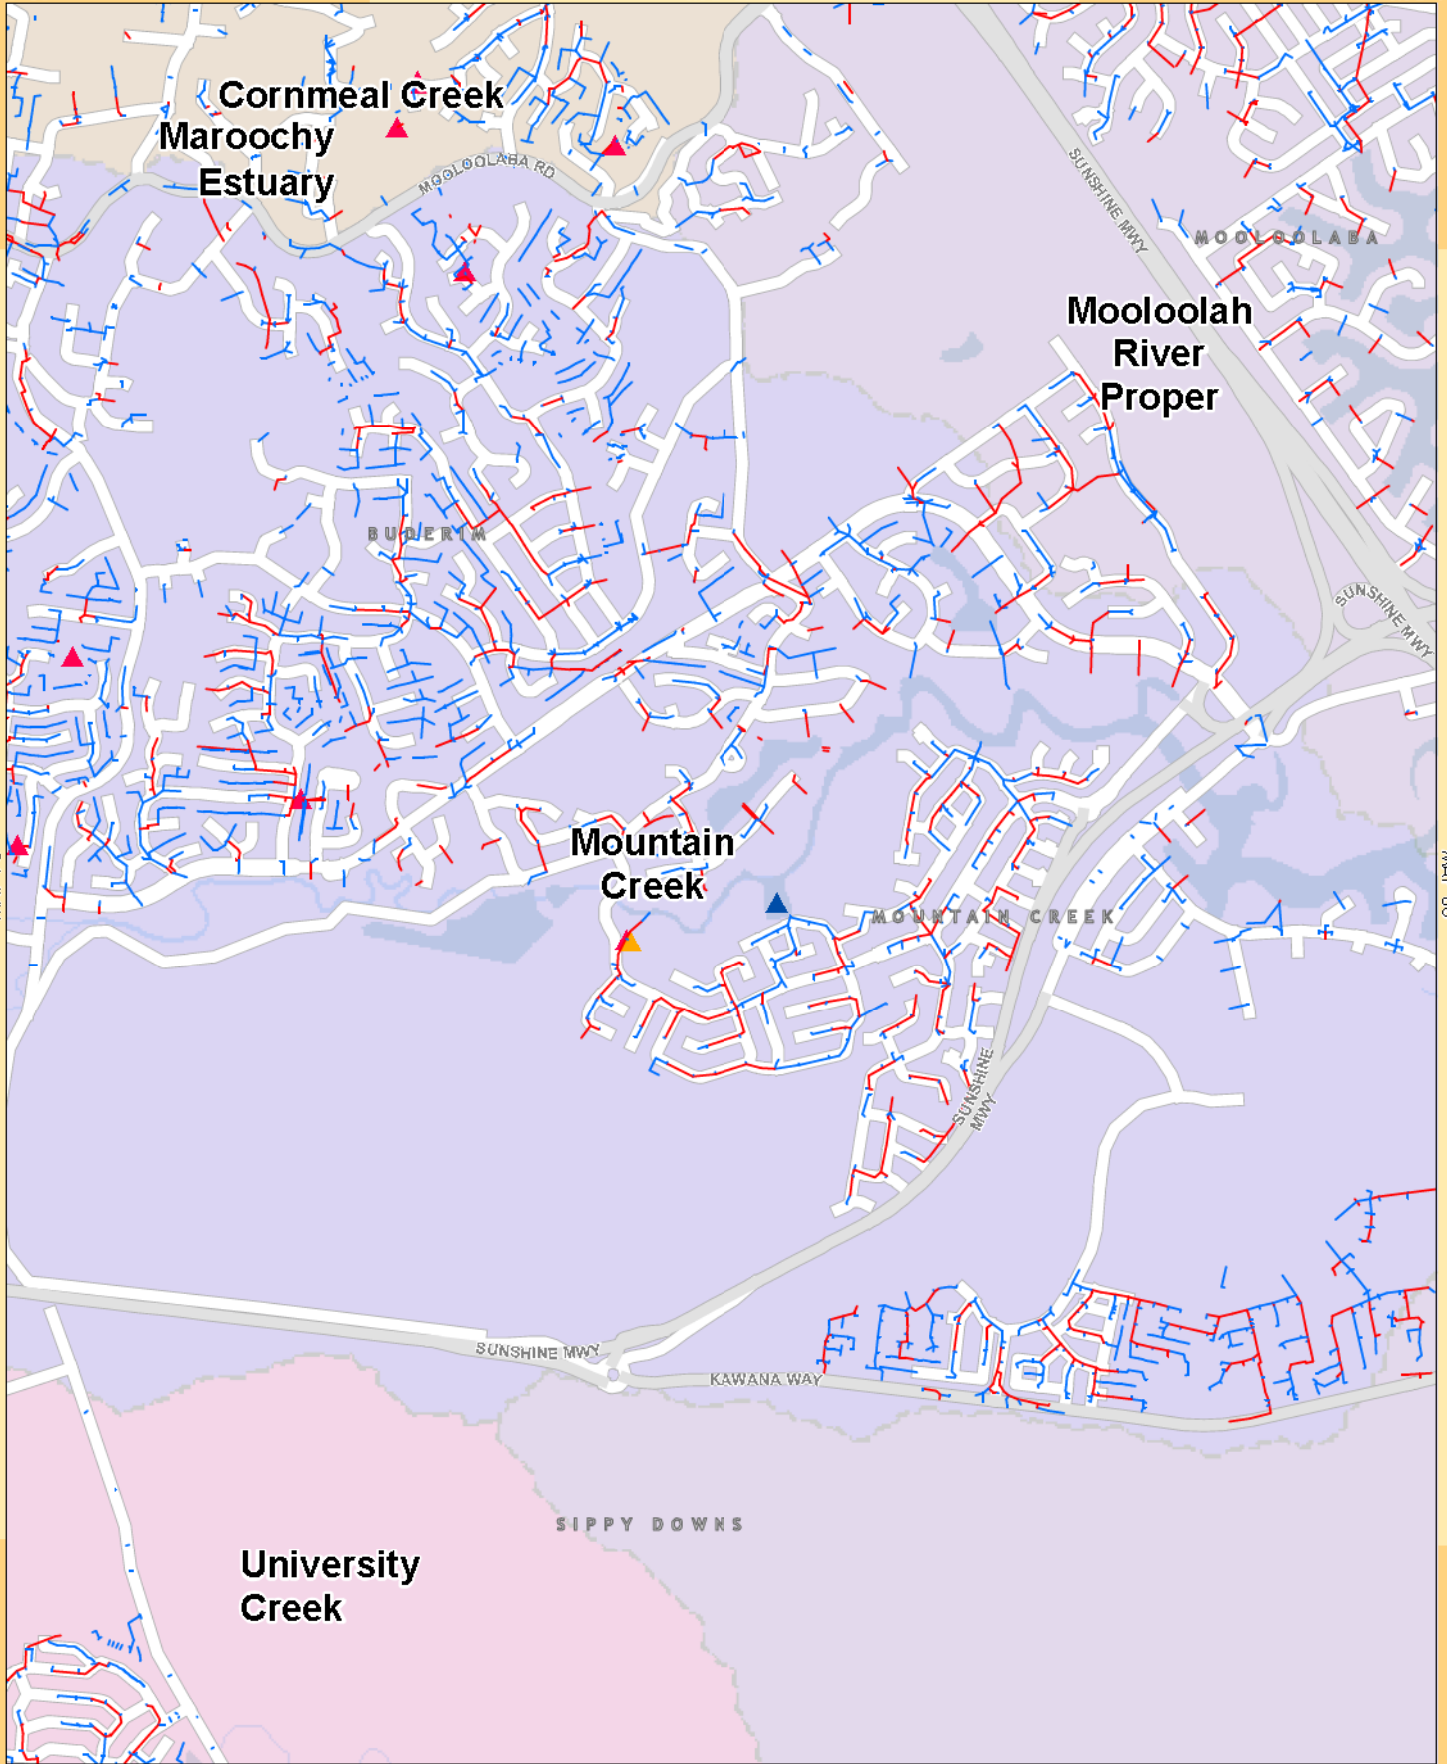 Cornmeal Creek
Maroochy
Estuary
MOOLOOLABA RD
SUNSHINE MWY
MOOLOOLABA
Mooloolah
River
Proper
BUDERIM
SUNSHINE MWY
Mountain
Creek
MOUNTAIN CREEK
SUNSHINE
MWY
SUNSHINE MWY
KAWANA WAY
SIPPY DOWNS
University
Creek